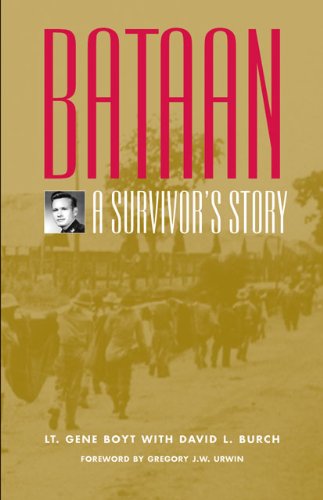 BATAAN
A SURVIVOR'S STORY
LT. GENE BOYT WITH DAVID L. BURCH
FOREWORD BY GREGORY J.W. URWIN